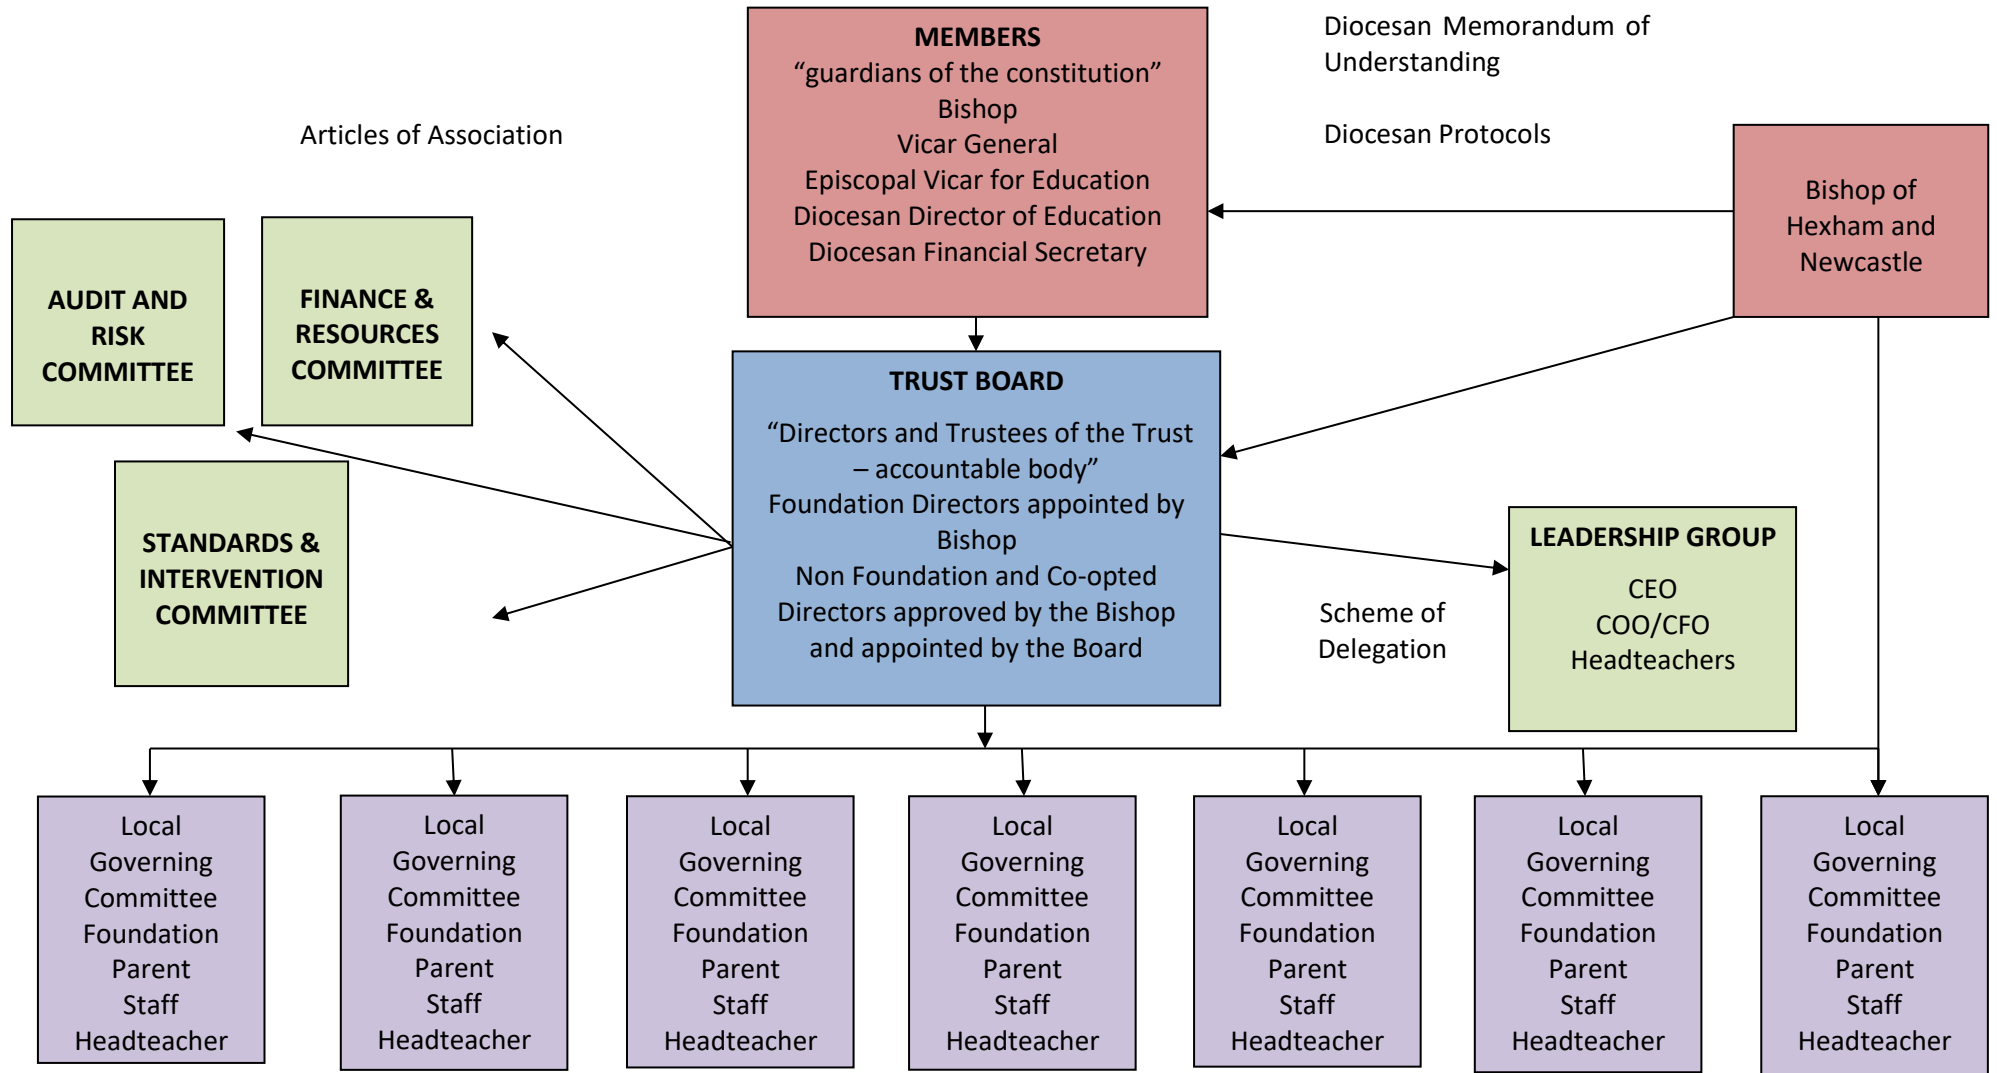 MEMBERS
“guardians of the constitution”
Bishop
Vicar General
Episcopal Vicar for Education
Diocesan Director of Education
Diocesan Financial Secretary
Diocesan Memorandum of
Understanding
Diocesan Protocols
Articles of Association
Bishop of
Hexham and
Newcastle
AUDIT AND
RISK
COMMITTEE
FINANCE &
RESOURCES
COMMITTEE
STANDARDS &
INTERVENTION
COMMITTEE
TRUST BOARD
“Directors and Trustees of the Trust
– accountable body”
Foundation Directors appointed by
Bishop
Non Foundation and Co-opted
Directors approved by the Bishop
and appointed by the Board
Scheme of
Delegation
LEADERSHIP GROUP
CEO
COO/CFO
Headteachers
Local
Governing
Committee
Foundation
Parent
Staff
Headteacher
Local
Governing
Committee
Foundation
Parent
Staff
Headteacher
Local
Governing
Committee
Foundation
Parent
Staff
Headteacher
Local
Governing
Committee
Foundation
Parent
Staff
Headteacher
Local
Governing
Committee
Foundation
Parent
Staff
Headteacher
Local
Governing
Committee
Foundation
Parent
Staff
Headteacher
Local
Governing
Committee
Foundation
Parent
Staff
Headteacher